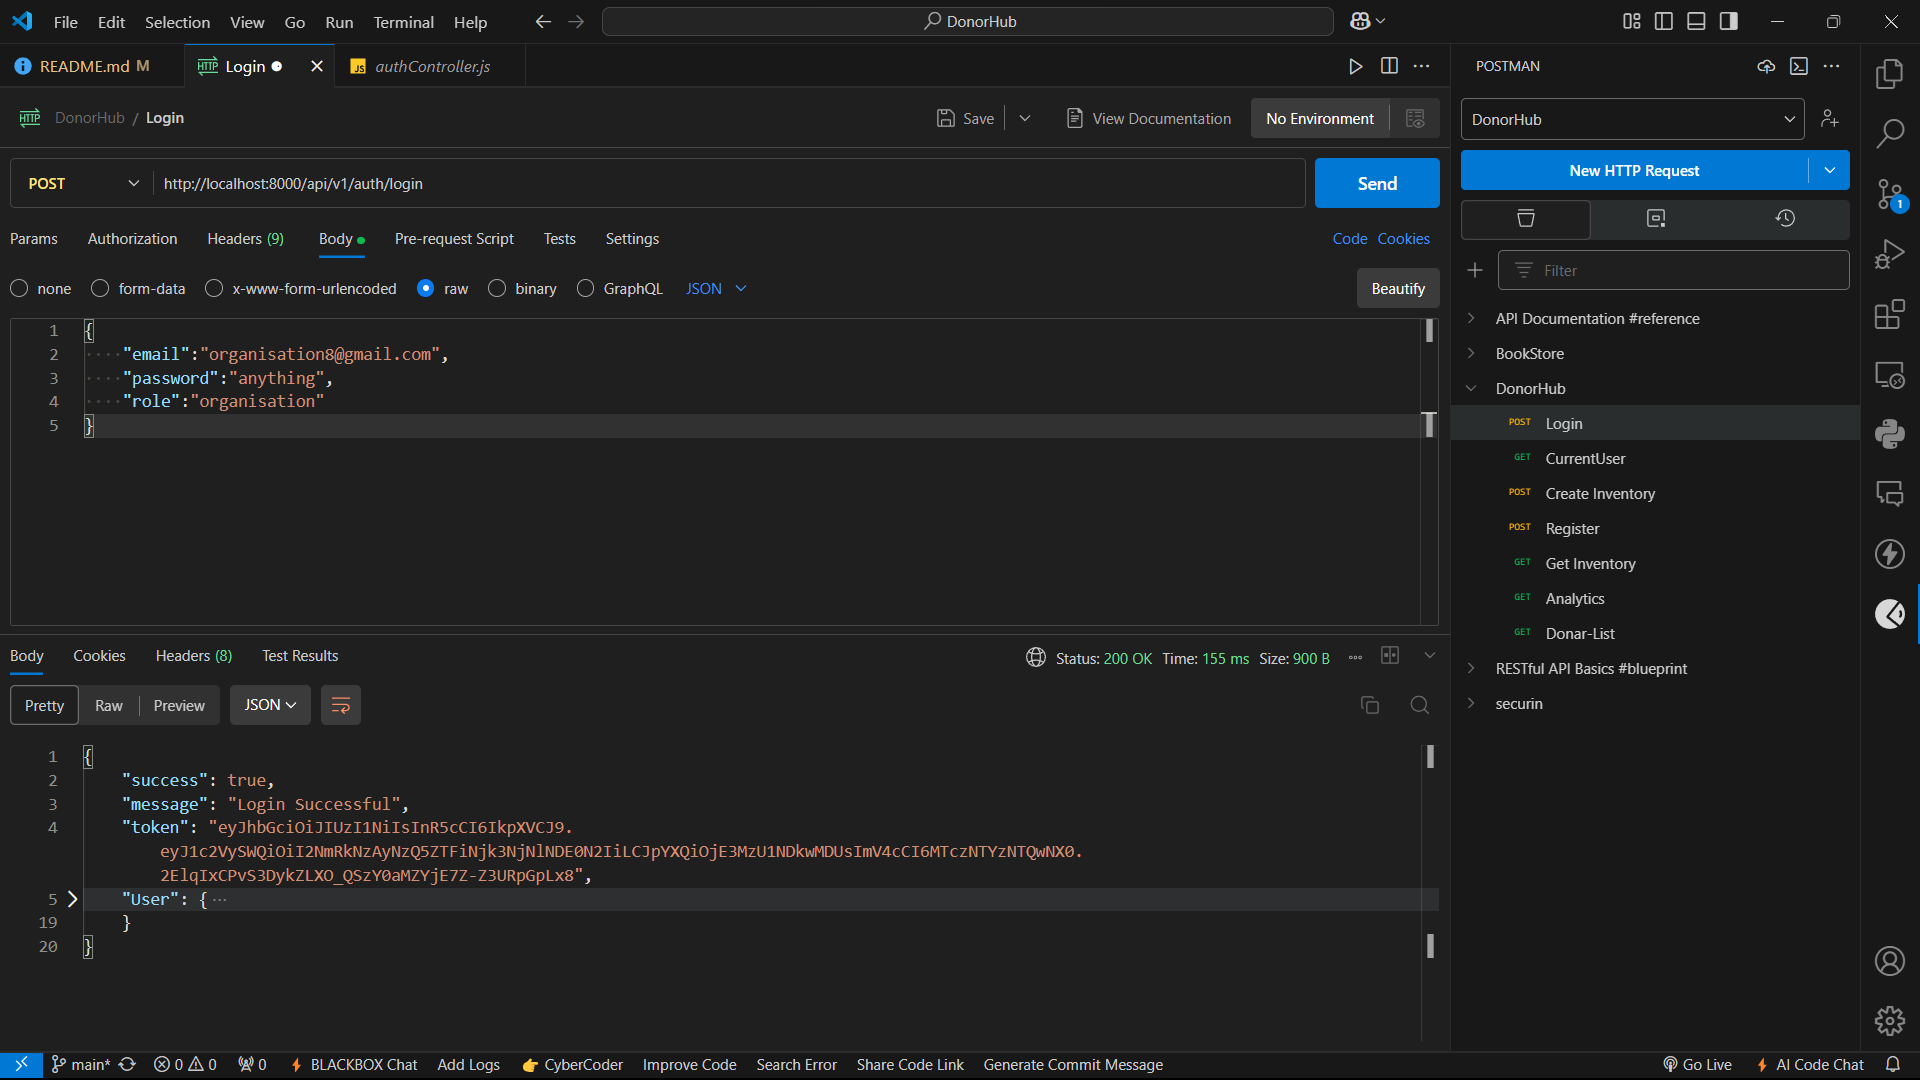 File Edit Selection View Go Run Terminal Help
DonorHub
README.md M
Login
authController.js
POSTMAN
DonorHub / Login
Save
View Documentation
No Environment
DonorHub
POST
http://localhost:8000/api/v1/auth/login
Send
New HTTP Request
Params Authorization Headers (9) Body Pre-request Script Tests Settings
Code Cookies
none form-data x-www-form-urlencoded raw binary GraphQL JSON
Beautify
Filter
1 {
2 ····"email":"organisation8@gmail.com",
3 ····"password":"anything",
4 ····"role":"organisation"
5 }
API Documentation #reference
BookStore
DonorHub
POST Login
GET CurrentUser
POST Create Inventory
POST Register
GET Get Inventory
GET Analytics
GET Donar-List
RESTful API Basics #blueprint
securin
1
Body Cookies Headers (8) Test Results
Status: 200 OK Time: 155 ms Size: 900 B
Pretty Raw Preview JSON
1 {
2 "success": true,
3 "message": "Login Successful",
4 "token": "eyJhbGciOiJIUzI1NiIsInR5cCI6IkpXVCJ9.
eyJ1c2VySWQiOiI2NmRkNzAyNzQ5ZTFiNjk3NjNlNDE0N2IiLCJpYXQiOjE3MzU1NDkwMDUsImV4cCI6MTczNTYzNTQwNX0.
2ElqIxCPvS3DykZLXO_QSzY0aMZYjE7Z-Z3URpGpLx8",
5 "User": { ···
19 }
20 }
main* 0 0 0 BLACKBOX Chat Add Logs CyberCoder Improve Code Search Error Share Code Link Generate Commit Message
Go Live AI Code Chat